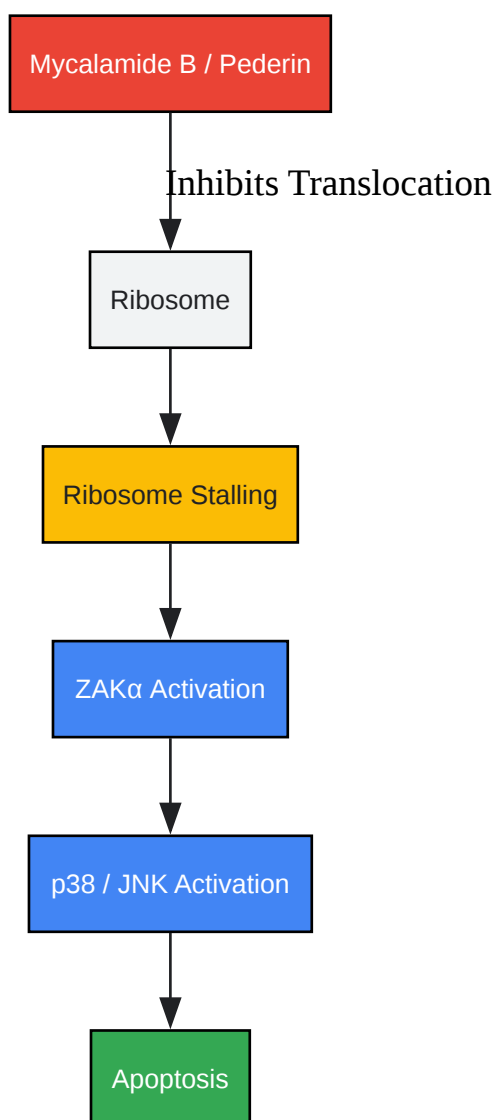 Mycalamide B / Pederin
Inhibits Translocation
Ribosome
Ribosome Stalling
ZAKα Activation
p38 / JNK Activation
Apoptosis